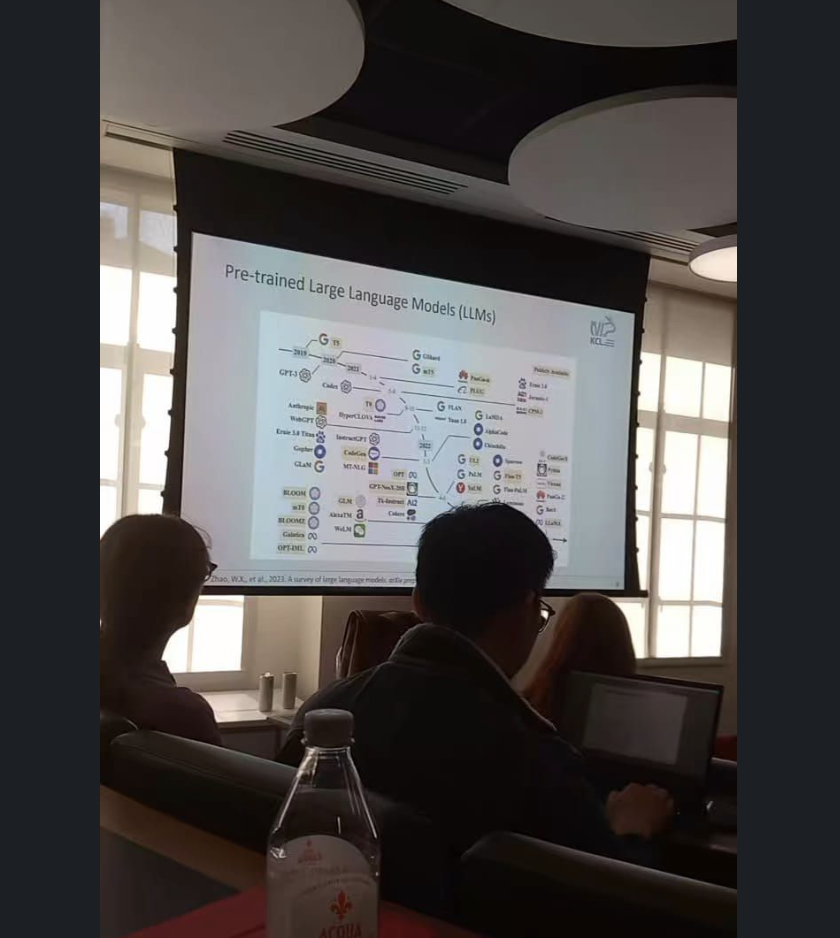 Pre-trained Large Language Models (LLMs)
KCL
T5
2019
2020
2021
GShard
mT5
Publicly Available
GPT-3
Codex
PanGu-α
PLUG
Ernie 3.0
Jurassic-1
CPM-2
Anthropic
T0
HyperCLOVA
FLAN
Yuan 1.0
LaMDA
WebGPT
AlphaCode
Ernie 3.0 Titan
InstructGPT
2022
Chinchilla
Gopher
CodeGen
UL2
Sparrow
CodeGeeX
GLaM
MT-NLG
OPT
PaLM
Flan-T5
Pythia
GPT-NeoX-20B
YaLM
Flan-PaLM
Vicuna
PanGu-Σ
BLOOM
GLM
Tk-Instruct
Ai2
Bard
mT0
AlexaTM
Cohere
LLaMA
BLOOMZ
WeLM
Galatica
OPT-IML
Zhao, W.X., et al., 2023. A survey of large language models. arXiv prep
ACQUA